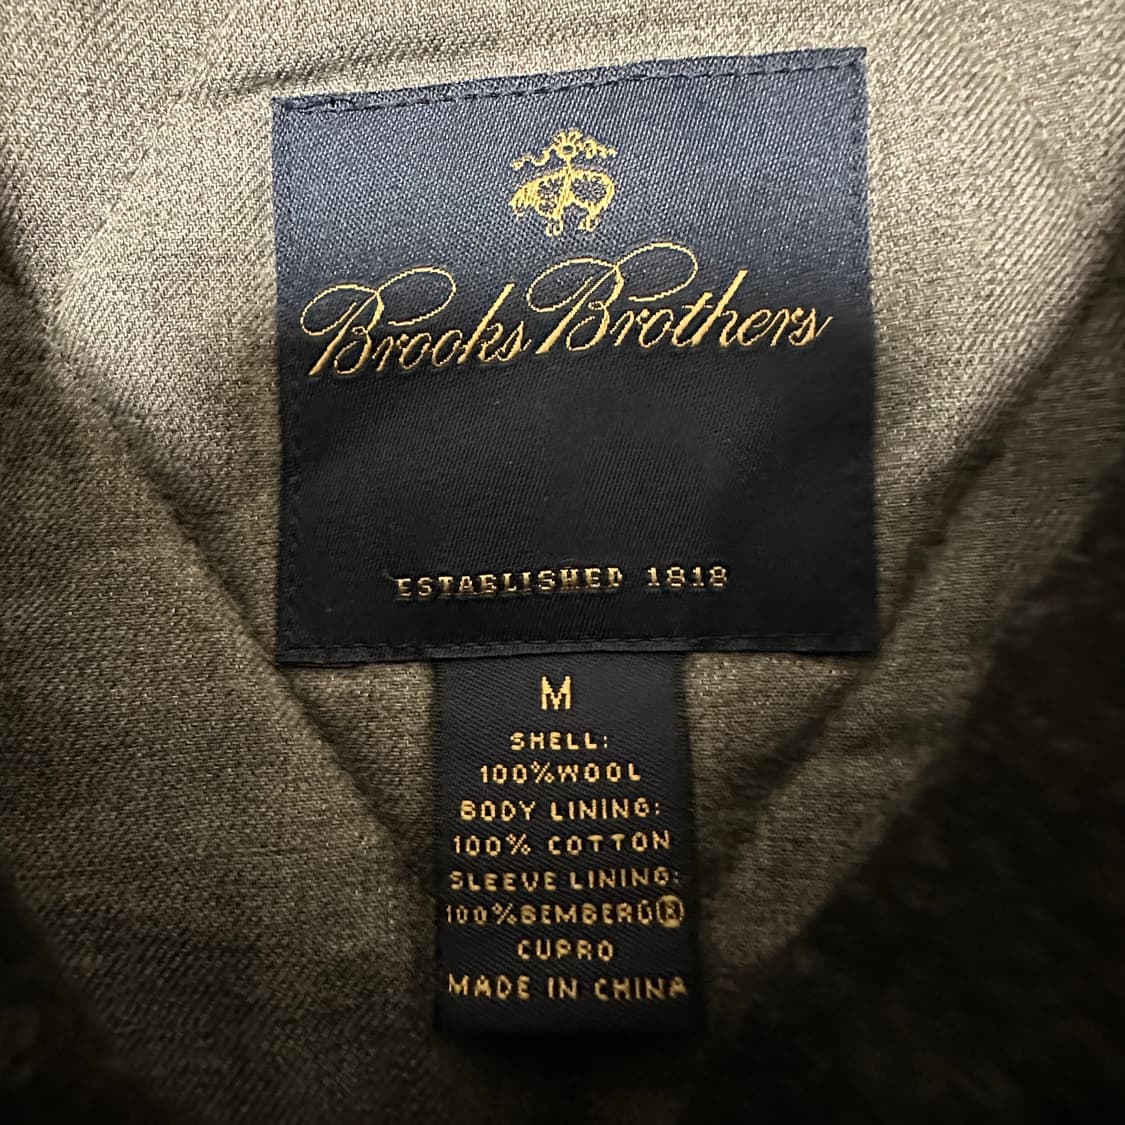 Brooks Brothers
ESTABLISHED 1818
M
SHELL:
100%WOOL
BODY LINING:
100% COTTON
SLEEVE LINING:
100%BEMBERG®
CUPRO
MADE IN CHINA